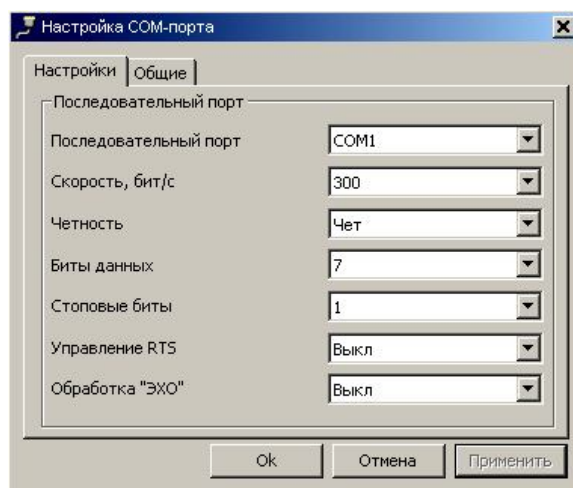 Настройка COM-порта
Настройки Общие
Последовательный порт
Последовательный порт COM1
Скорость, бит/с 300
Четность Чет
Биты данных 7
Стоповые биты 1
Управление RTS Выкл
Обработка "ЭХО" Выкл
Ok Отмена Применить